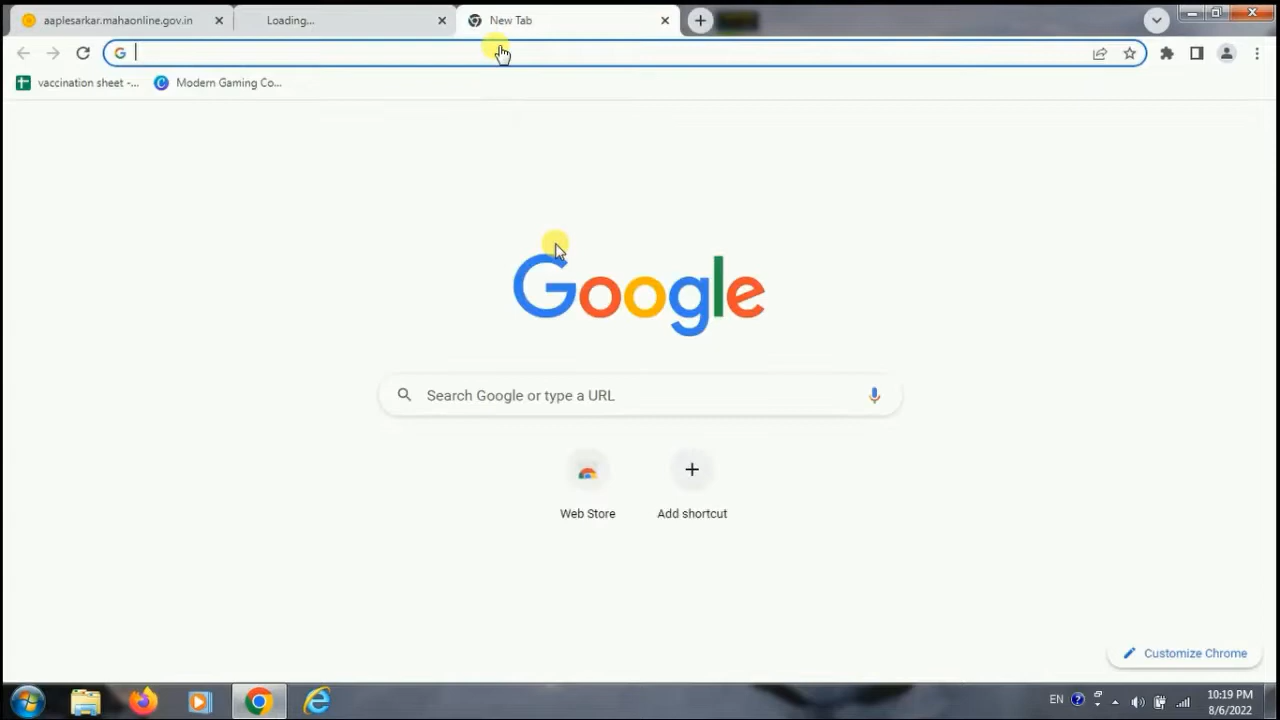 aaplesarkar.mahaonline.gov.in
Loading...
New Tab
vaccination sheet -...
Modern Gaming Co...
Google
Search Google or type a URL
Web Store
Add shortcut
Customize Chrome
EN
10:19 PM
8/6/2022